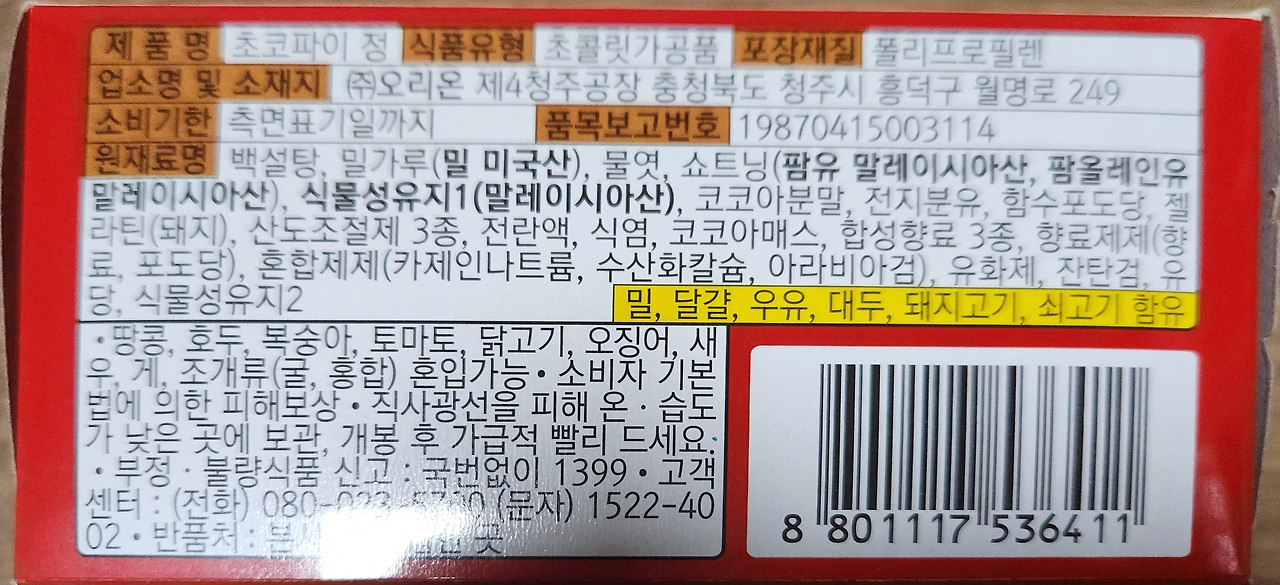 제 품 명 초코파이 정 식품유형 초콜릿가공품 포장재질 폴리프로필렌
업소명 및 소재지 ㈜오리온 제4청주공장 충청북도 청주시 흥덕구 월명로 249
소비기한 측면표기일까지 품목보고번호 19870415003114
원재료명 백설탕, 밀가루(밀 미국산), 물엿, 쇼트닝(팜유 말레이시아산, 팜올레인유
말레이시아산), 식물성유지1(말레이시아산), 코코아분말, 전지분유, 함수포도당, 젤
라틴(돼지), 산도조절제 3종, 전란액, 식염, 코코아매스, 합성향료 3종, 향료제제(향
료, 포도당), 혼합제제(카제인나트륨, 수산화칼슘, 아라비아검), 유화제, 잔탄검, 유
당, 식물성유지2
밀, 달걀, 우유, 대두, 돼지고기, 쇠고기 함유
•땅콩, 호두, 복숭아, 토마토, 닭고기, 오징어, 새
우, 게, 조개류(굴, 홍합) 혼입가능• 소비자 기본
법에 의한 피해보상 • 직사광선을 피해 온 · 습도
가 낮은 곳에 보관, 개봉 후 가급적 빨리 드세요.
• 부정 · 불량식품 신고 : 국번없이 1399 • 고객
센터 : (전화) 080- (문자) 1522-40
02 • 반품처 : 본 곳
8 801117 536411